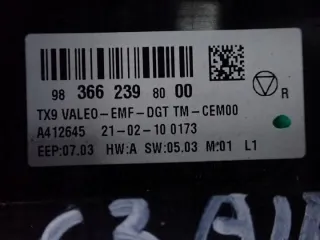 98 366 239 80 00
R
TX9 VALEO-EMF-DGT TM-CEM00
A412645 21-02-10 0173
EEP:07.03 HW:A SW:05.03 M:01 L1
C3